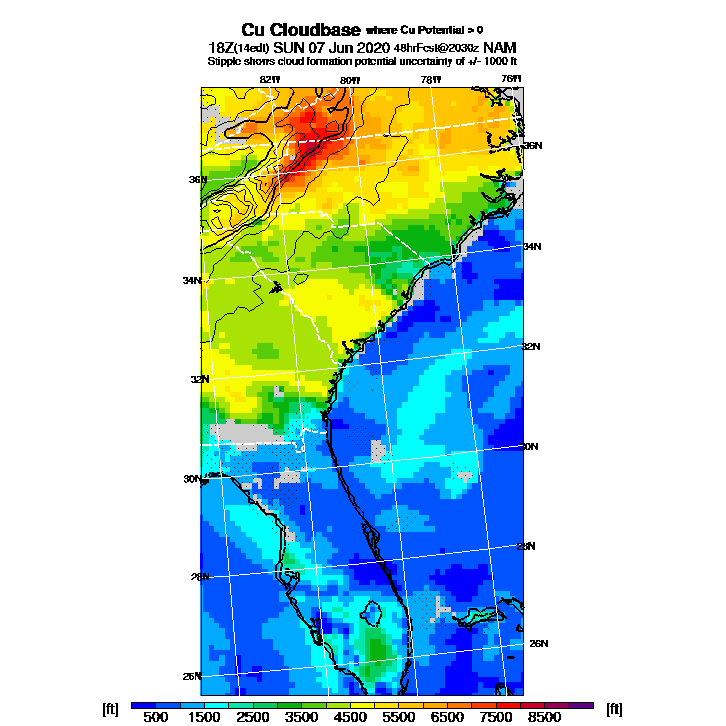 Cu Cloudbase where Cu Potential > 0
18Z(14edt) SUN 07 Jun 2020 48hrFcst@2030z NAM
Stipple shows cloud formation potential uncertainty of +/- 1000 ft
82W 80W 78W 76W
36N
36N
34N
34N
32N
32N
30N
30N
28N
28N
26N
26N
[ft] 500 1500 2500 3500 4500 5500 6500 7500 8500 [ft]